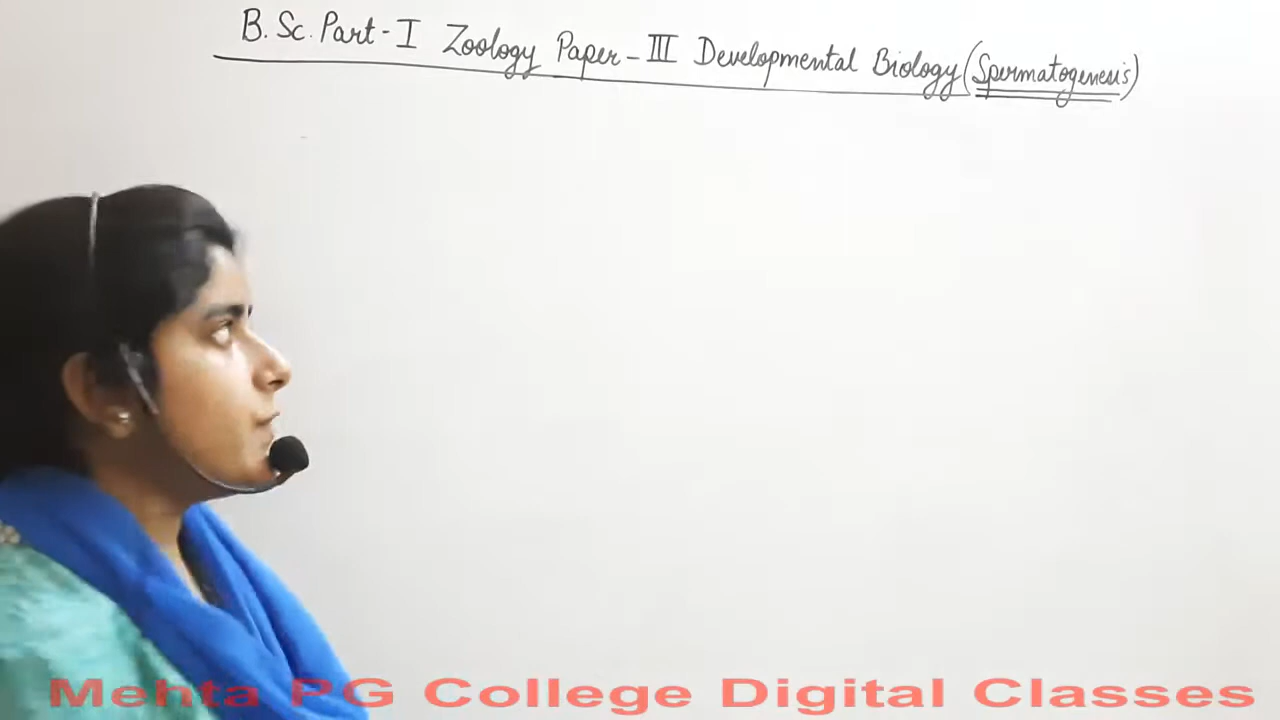 B. Sc. Part - I Zoology Paper - III Developmental Biology (Spermatogenesis)
Mehta PG College Digital Classes